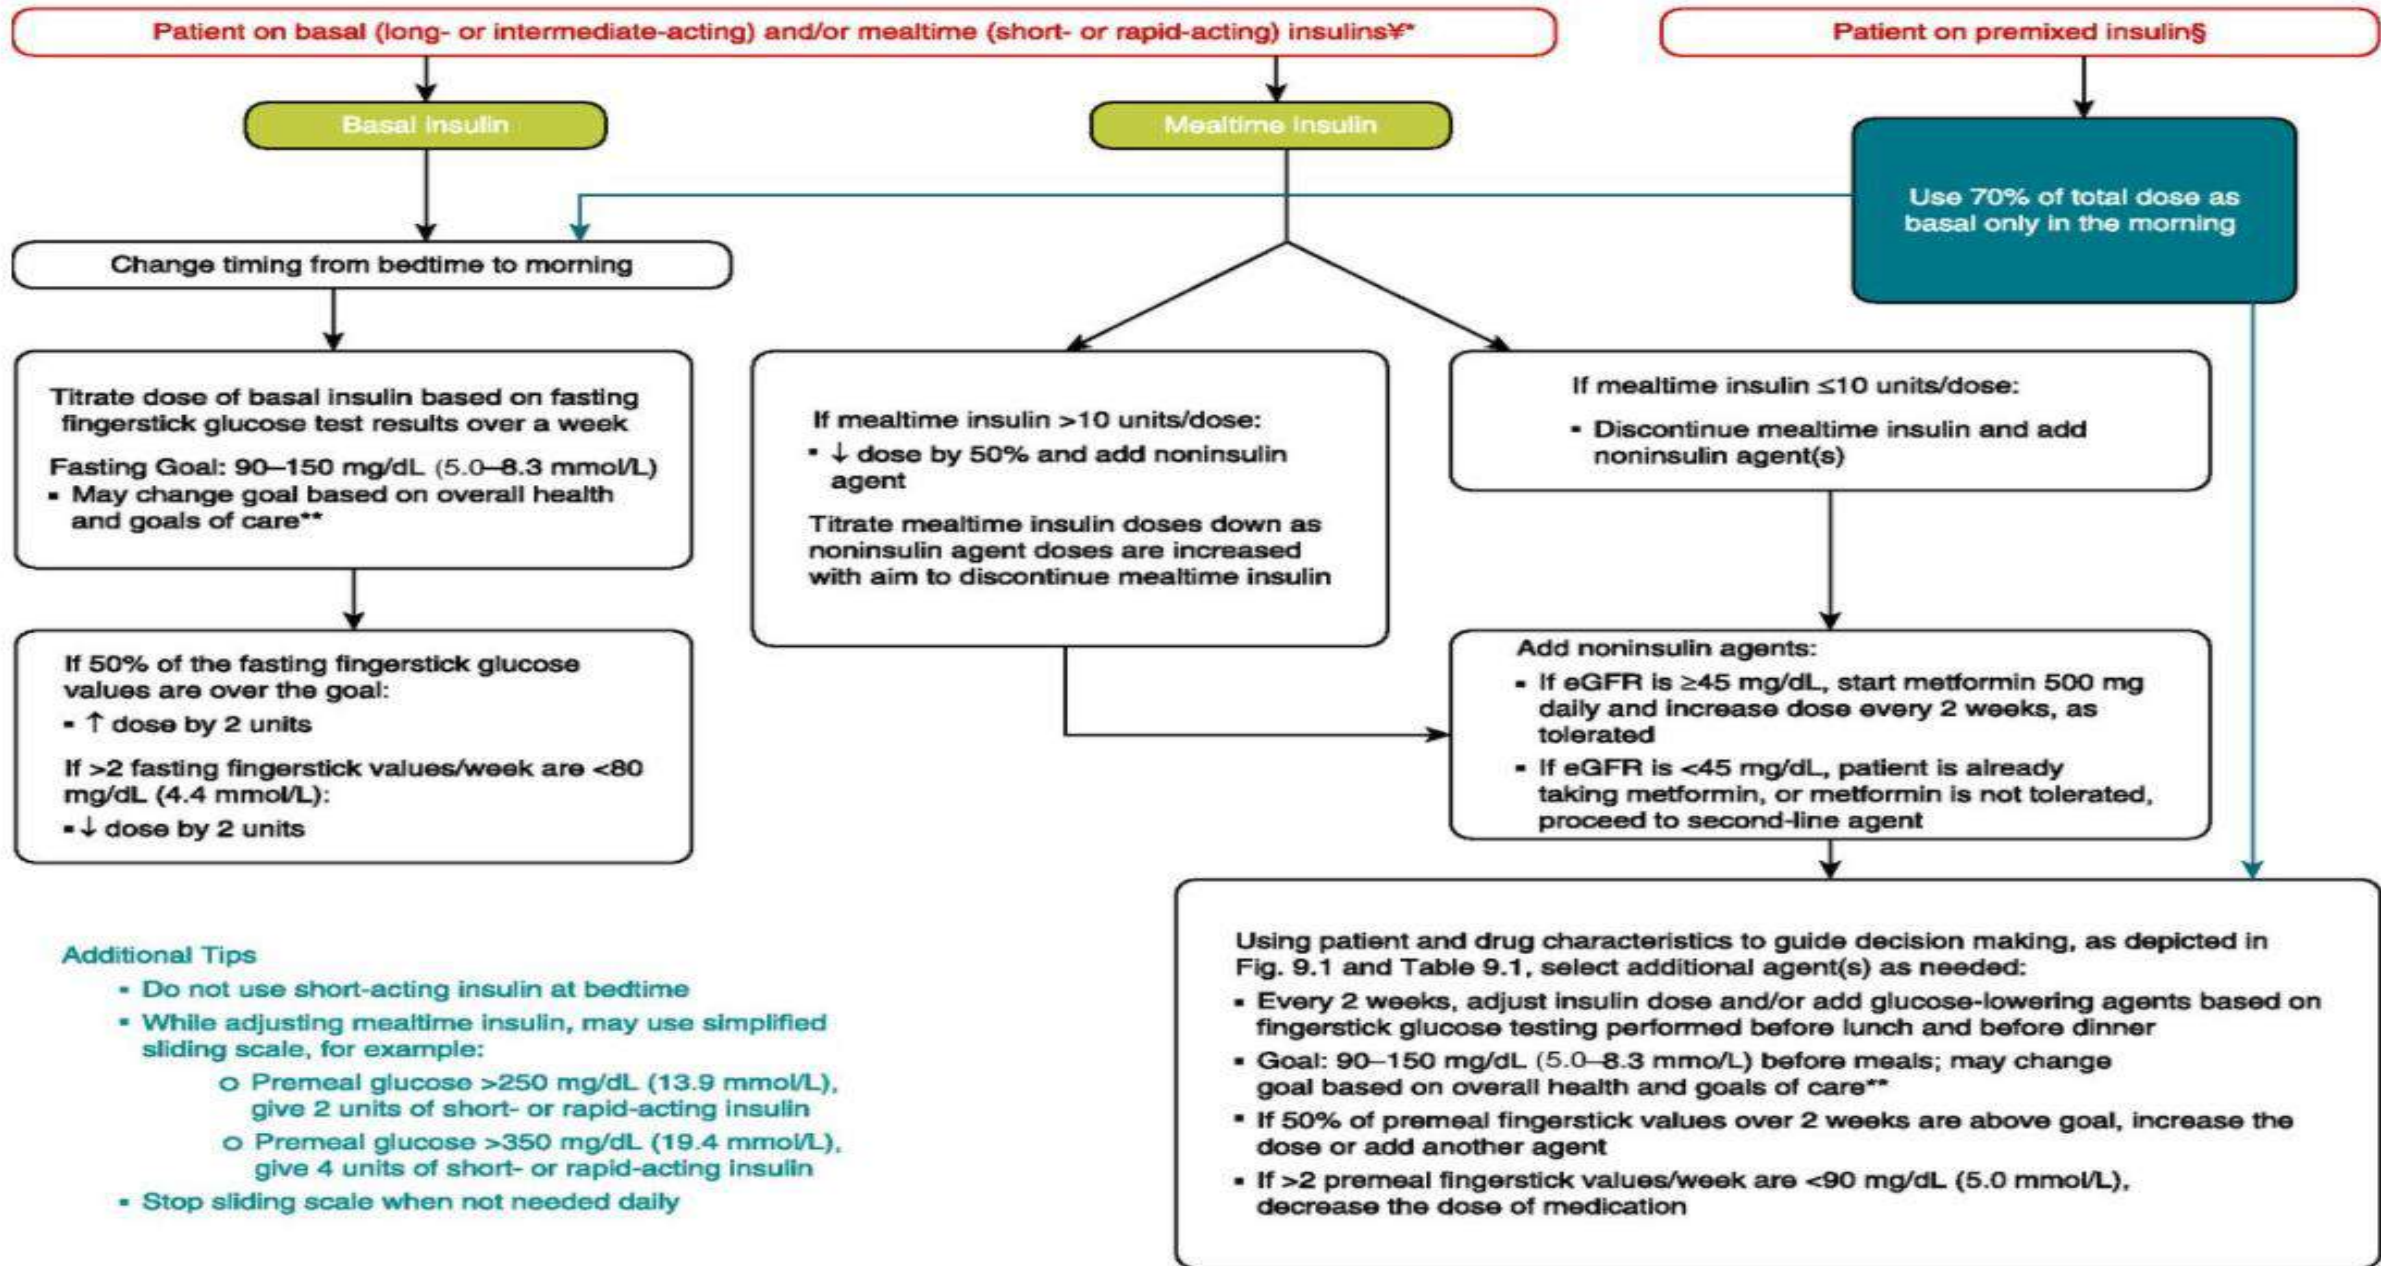 Patient on basal (long- or intermediate-acting) and/or mealtime (short- or rapid-acting) insulins¥*
Patient on premixed insulin§
Basal Insulin
Mealtime Insulin
Use 70% of total dose as
basal only in the morning
Change timing from bedtime to morning
Titrate dose of basal insulin based on fasting
fingerstick glucose test results over a week
Fasting Goal: 90–150 mg/dL (5.0–8.3 mmol/L)
▪ May change goal based on overall health
and goals of care**
If mealtime insulin >10 units/dose:
▪ ↓ dose by 50% and add noninsulin
agent
Titrate mealtime insulin doses down as
noninsulin agent doses are increased
with aim to discontinue mealtime insulin
If mealtime insulin ≤10 units/dose:
▪ Discontinue mealtime insulin and add
noninsulin agent(s)
If 50% of the fasting fingerstick glucose
values are over the goal:
▪ ↑ dose by 2 units
If >2 fasting fingerstick values/week are <80
mg/dL (4.4 mmol/L):
▪ ↓ dose by 2 units
Add noninsulin agents:
▪ If eGFR is ≥45 mg/dL, start metformin 500 mg
daily and increase dose every 2 weeks, as
tolerated
▪ If eGFR is <45 mg/dL, patient is already
taking metformin, or metformin is not tolerated,
proceed to second-line agent
Additional Tips
▪ Do not use short-acting insulin at bedtime
▪ While adjusting mealtime insulin, may use simplified
sliding scale, for example:
o Premeal glucose >250 mg/dL (13.9 mmol/L),
give 2 units of short- or rapid-acting insulin
o Premeal glucose >350 mg/dL (19.4 mmol/L),
give 4 units of short- or rapid-acting insulin
▪ Stop sliding scale when not needed daily
Using patient and drug characteristics to guide decision making, as depicted in
Fig. 9.1 and Table 9.1, select additional agent(s) as needed:
▪ Every 2 weeks, adjust insulin dose and/or add glucose-lowering agents based on
fingerstick glucose testing performed before lunch and before dinner
▪ Goal: 90–150 mg/dL (5.0–8.3 mmo/L) before meals; may change
goal based on overall health and goals of care**
▪ If 50% of premeal fingerstick values over 2 weeks are above goal, increase the
dose or add another agent
▪ If >2 premeal fingerstick values/week are <90 mg/dL (5.0 mmol/L),
decrease the dose of medication